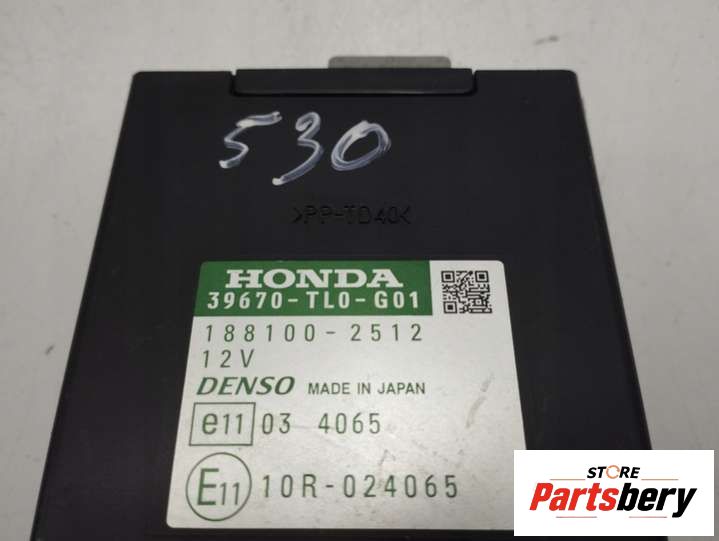 530
>PP-TD40<
HONDA
39670-TL0-G01
188100-2512
12V
DENSO MADE IN JAPAN
e11 03 4065
E11 10R-024065
STORE
Partsbery